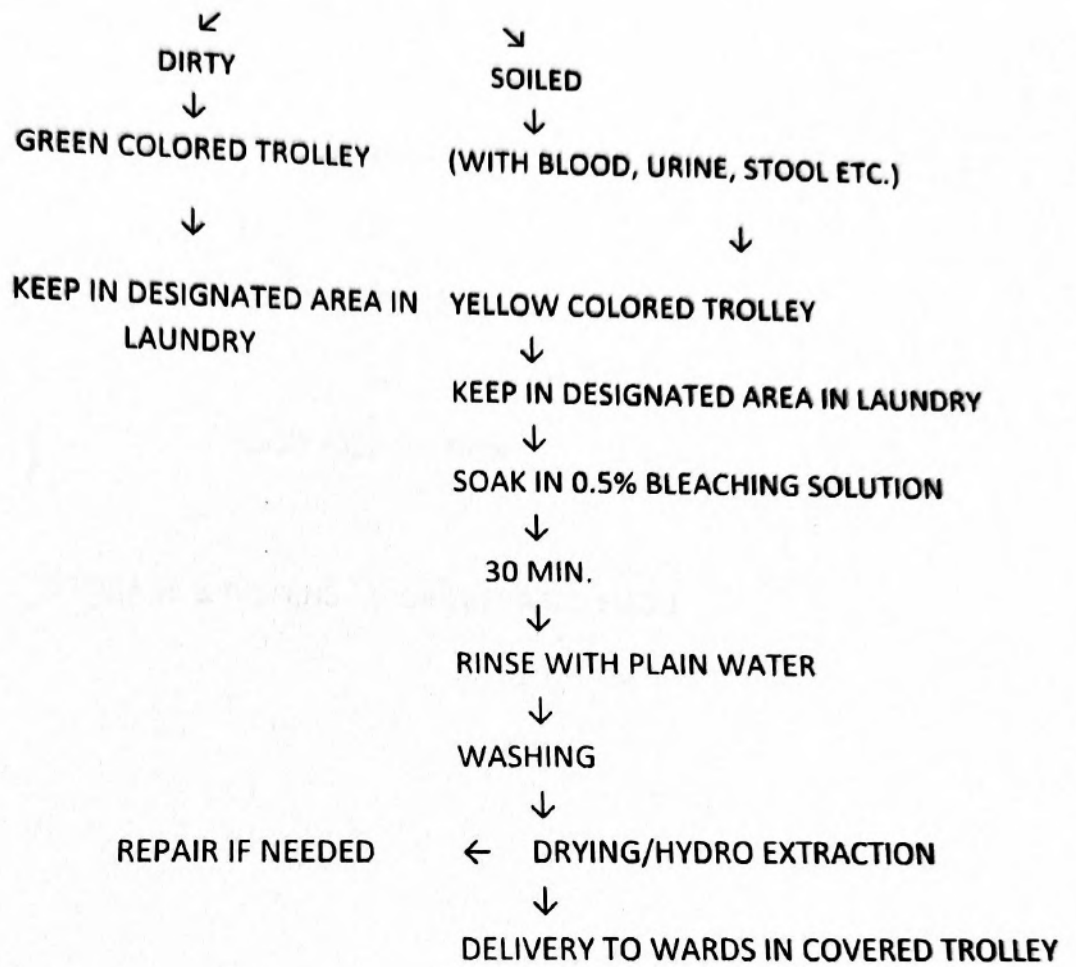 ↙ ↘
DIRTY SOILED
↓ ↓
GREEN COLORED TROLLEY (WITH BLOOD, URINE, STOOL ETC.)
↓ ↓
KEEP IN DESIGNATED AREA IN YELLOW COLORED TROLLEY
LAUNDRY
↓
KEEP IN DESIGNATED AREA IN LAUNDRY
↓
SOAK IN 0.5% BLEACHING SOLUTION
↓
30 MIN.
↓
RINSE WITH PLAIN WATER
↓
WASHING
↓
REPAIR IF NEEDED ← DRYING/HYDRO EXTRACTION
↓
DELIVERY TO WARDS IN COVERED TROLLEY